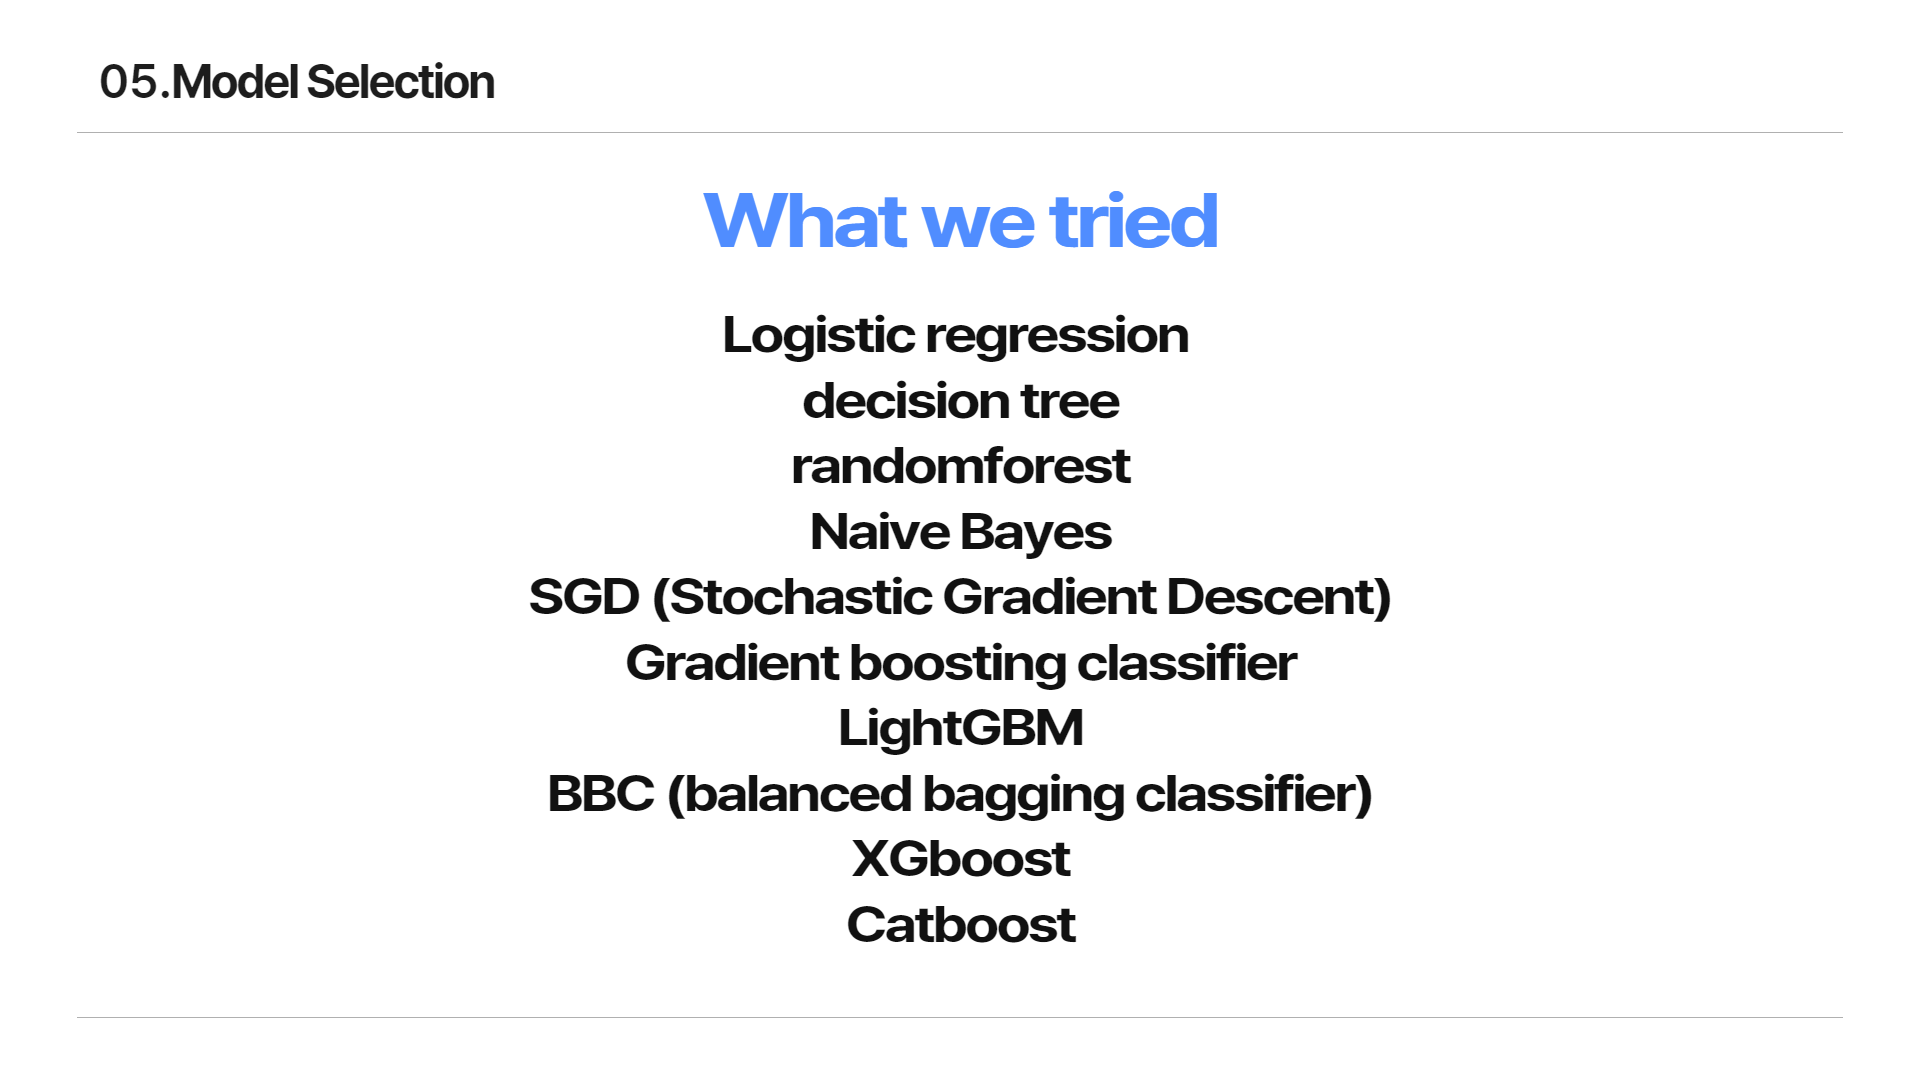 05.Model Selection
What we tried
Logistic regression
decision tree
randomforest
Naive Bayes
SGD (Stochastic Gradient Descent)
Gradient boosting classifier
LightGBM
BBC (balanced bagging classifier)
XGboost
Catboost